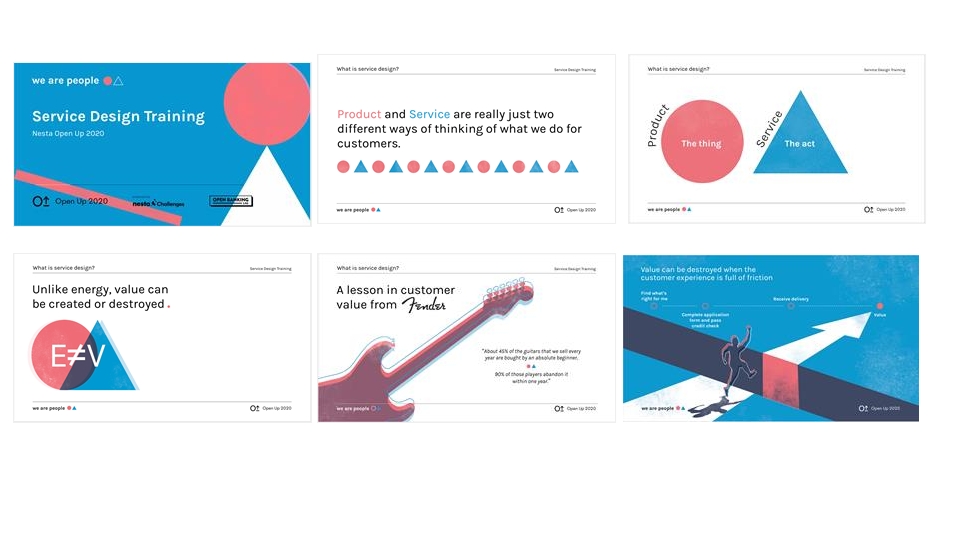 we are people
Service Design Training
Nesta Open Up 2020
Open Up 2020
nesta Challenges
OPEN BANKING
What is service design?
Service Design Training
Product and Service are really just two
different ways of thinking of what we do for
customers.
we are people
Open Up 2020
What is service design?
Service Design Training
Product
The thing
Service
The act
we are people
Open Up 2020
What is service design?
Service Design Training
Unlike energy, value can
be created or destroyed .
E≠V
we are people
Open Up 2020
What is service design?
Service Design Training
A lesson in customer
value from Fender
"About 45% of the guitars that we sell every
year are bought by an absolute beginner.
90% of those players abandon it
within one year."
we are people
Open Up 2020
Value can be destroyed when the
customer experience is full of friction
Find what's
right for me
Receive delivery
Complete application
form and pass
credit check
Value
we are people
Open Up 2020